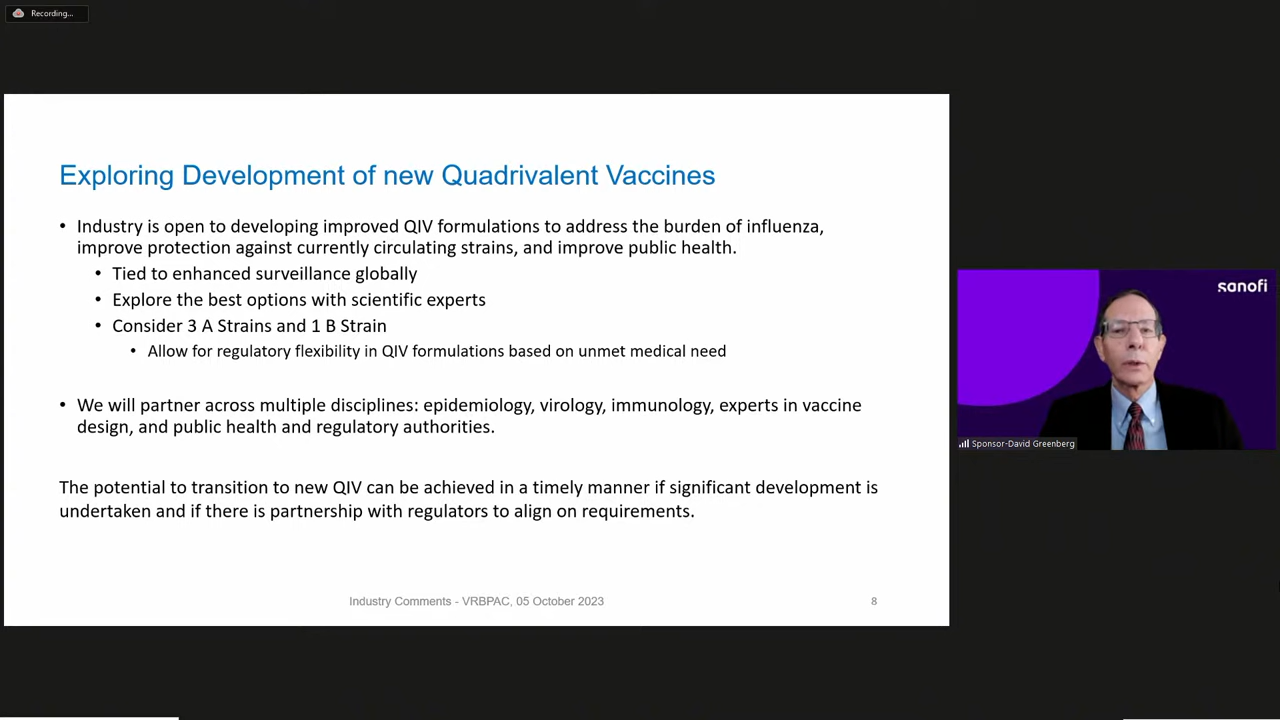 Recording...
Exploring Development of new Quadrivalent Vaccines
• Industry is open to developing improved QIV formulations to address the burden of influenza,
improve protection against currently circulating strains, and improve public health.
• Tied to enhanced surveillance globally
• Explore the best options with scientific experts
• Consider 3 A Strains and 1 B Strain
• Allow for regulatory flexibility in QIV formulations based on unmet medical need
• We will partner across multiple disciplines: epidemiology, virology, immunology, experts in vaccine
design, and public health and regulatory authorities.
The potential to transition to new QIV can be achieved in a timely manner if significant development is
undertaken and if there is partnership with regulators to align on requirements.
Industry Comments - VRBPAC, 05 October 2023
8
sanofi
Sponsor-David Greenberg